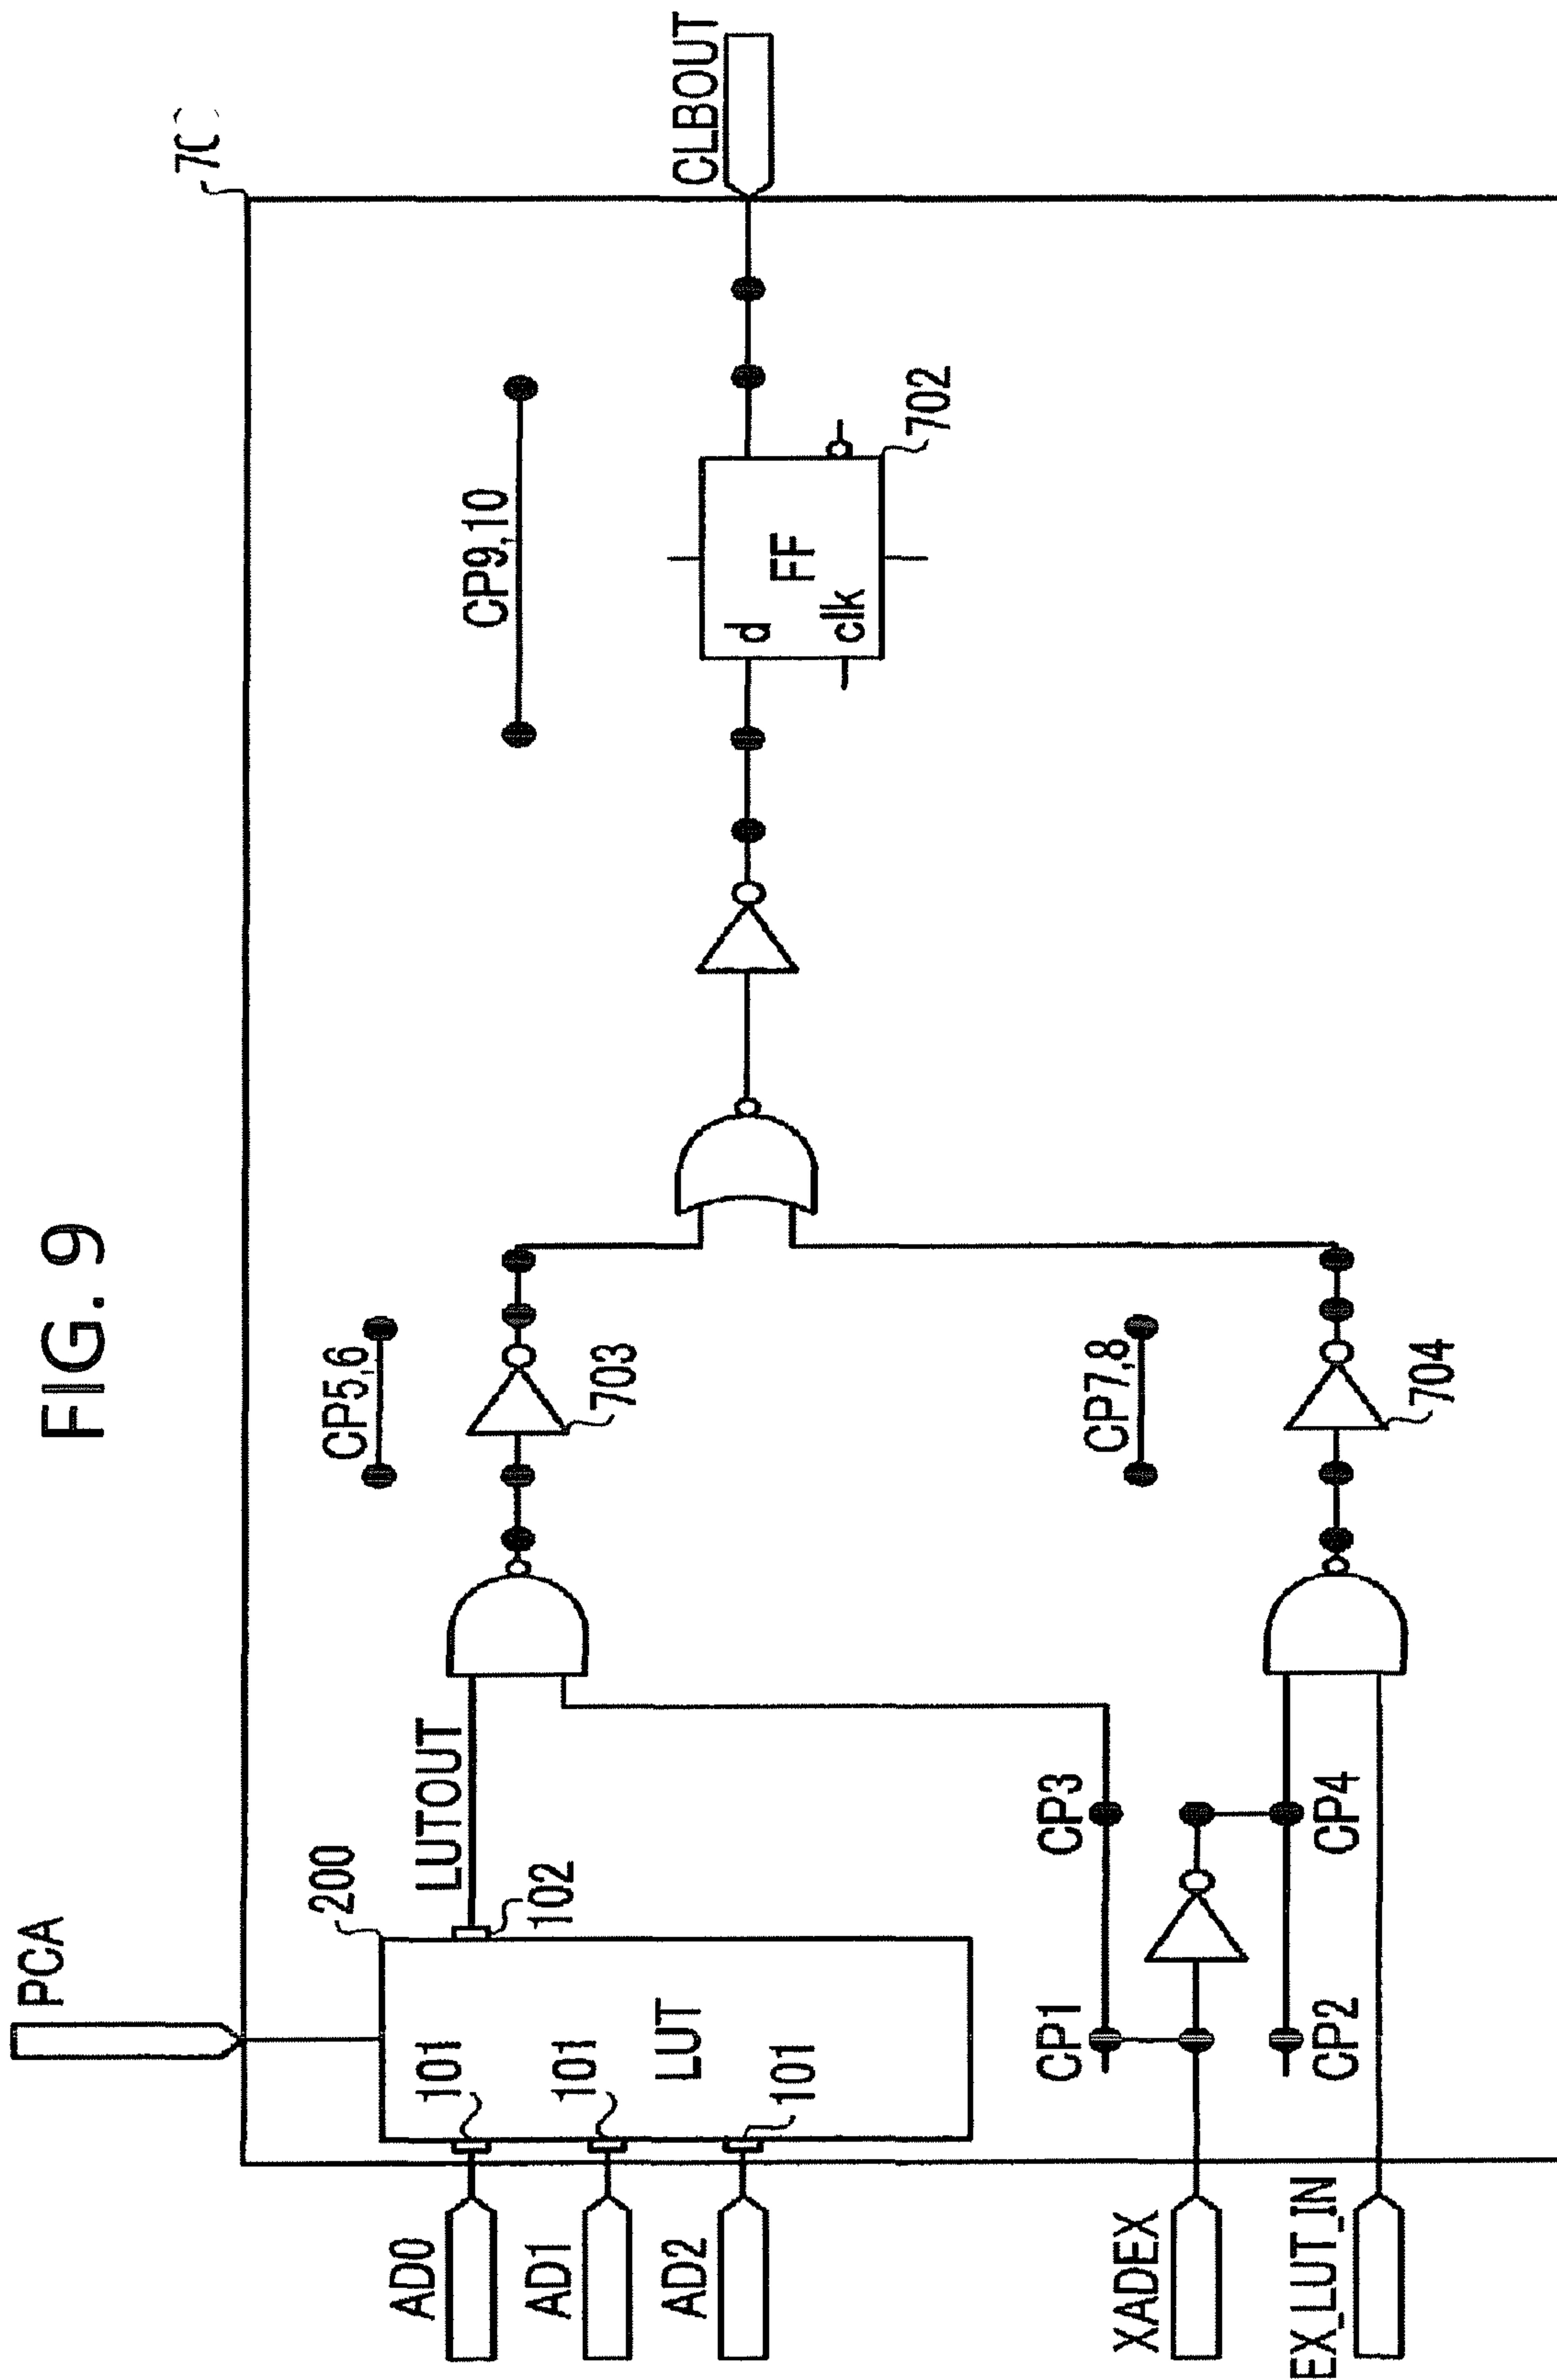 FIG. 9
PCA
200
LUTOUT
101
102
101
LUT
101
AD0
AD1
AD2
XADEX
EX_LUT_IN
CP1
CP3
CP2
CP4
CP5,6
703
CP7,8
704
CP9,10
d
FF
clk
702
CLBOUT